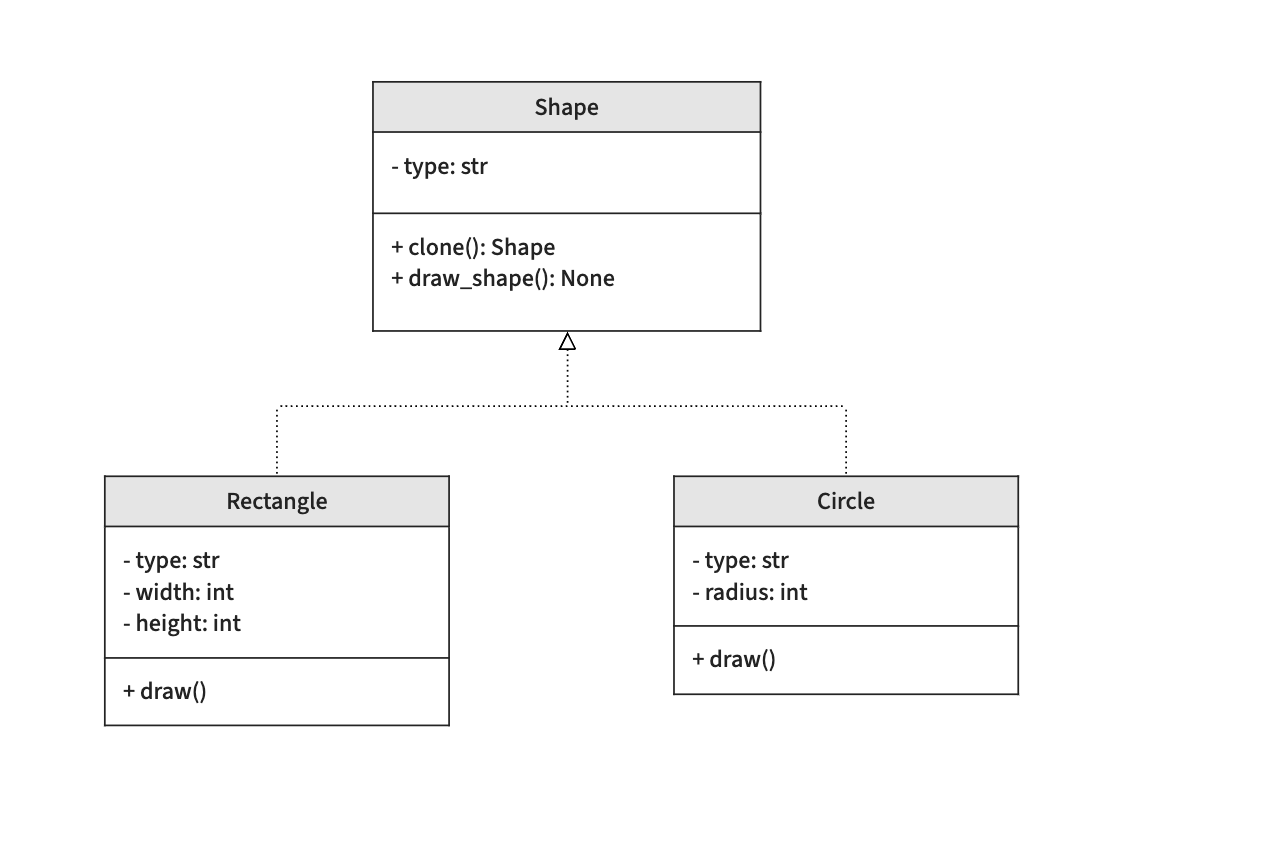 Shape
- type: str
+ clone(): Shape
+ draw_shape(): None
Rectangle
- type: str
- width: int
- height: int
+ draw()
Circle
- type: str
- radius: int
+ draw()